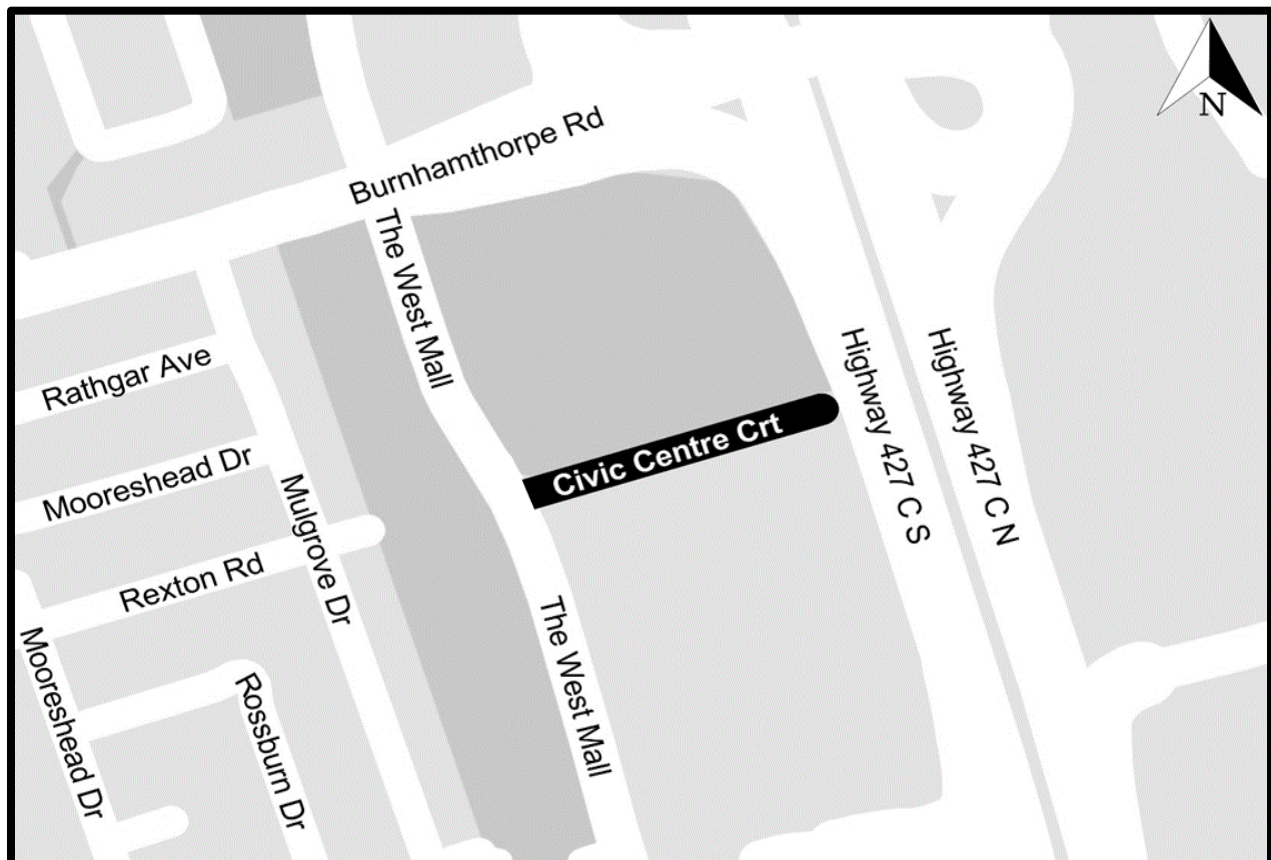 N
Burnhamthorpe Rd
The West Mall
Rathgar Ave
Highway 427 C S
Highway 427 C N
Civic Centre Crt
Mooreshead Dr
Mulgrove Dr
Rexton Rd
The West Mall
Mooreshead Dr
Rossburn Dr